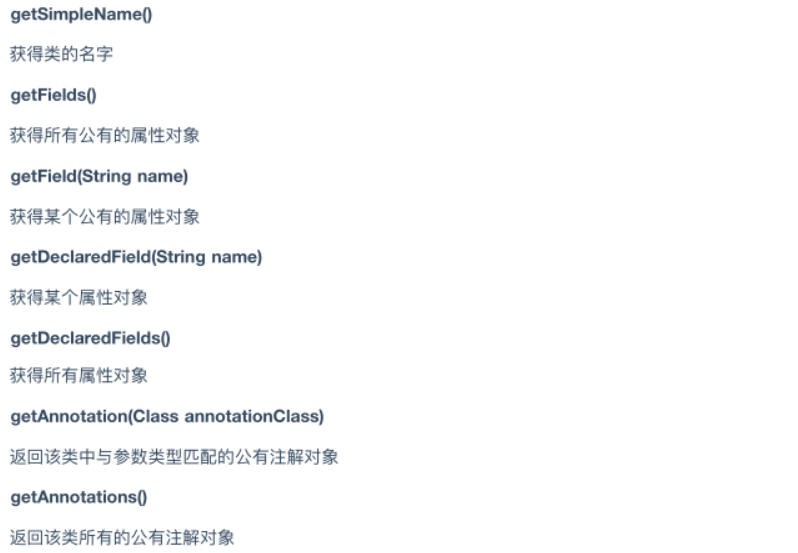 getSimpleName()
获得类的名字
getFields()
获得所有公有的属性对象
getField(String name)
获得某个公有的属性对象
getDeclaredField(String name)
获得某个属性对象
getDeclaredFields()
获得所有属性对象
getAnnotation(Class annotationClass)
返回该类中与参数类型匹配的公有注解对象
getAnnotations()
返回该类所有的公有注解对象